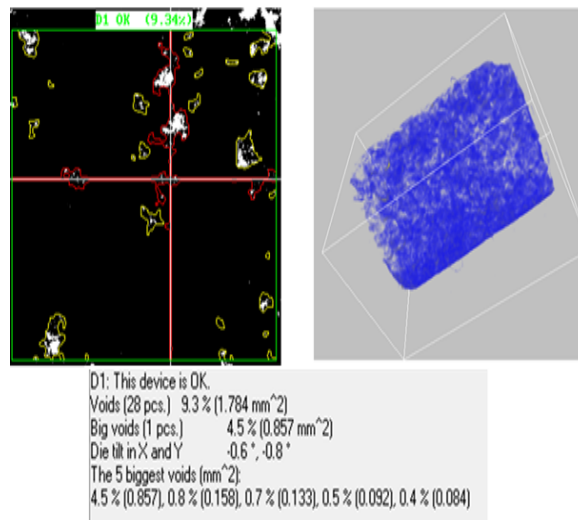 D1 OK (9.34%)
D1: This device is OK.
Voids (28 pcs.) 9.3 % (1.784 mm^2)
Big voids (1 pcs.) 4.5 % (0.857 mm^2)
Die tilt in X and Y -0.6 °, -0.8 °
The 5 biggest voids (mm^2):
4.5 % (0.857), 0.8 % (0.158), 0.7 % (0.133), 0.5 % (0.092), 0.4 % (0.084)